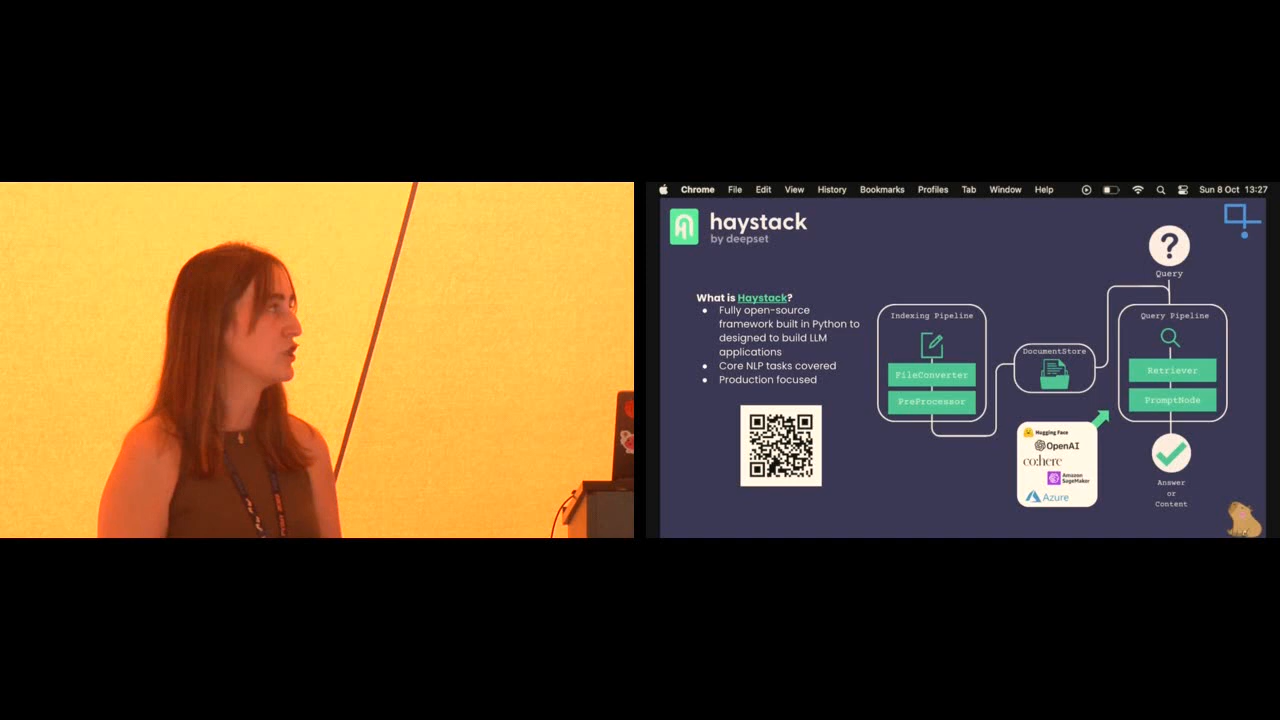 Chrome File Edit View History Bookmarks Profiles Tab Window Help Sun 8 Oct 13:27
haystack
by deepset
What is Haystack?
Fully open-source
framework built in Python to
designed to build LLM
applications
Core NLP tasks covered
Production focused
Indexing Pipeline
FileConverter
PreProcessor
DocumentStore
Hugging Face
OpenAI
co:here
Amazon
SageMaker
Azure
Query
Query Pipeline
Retriever
PromptNode
Answer
or
Content